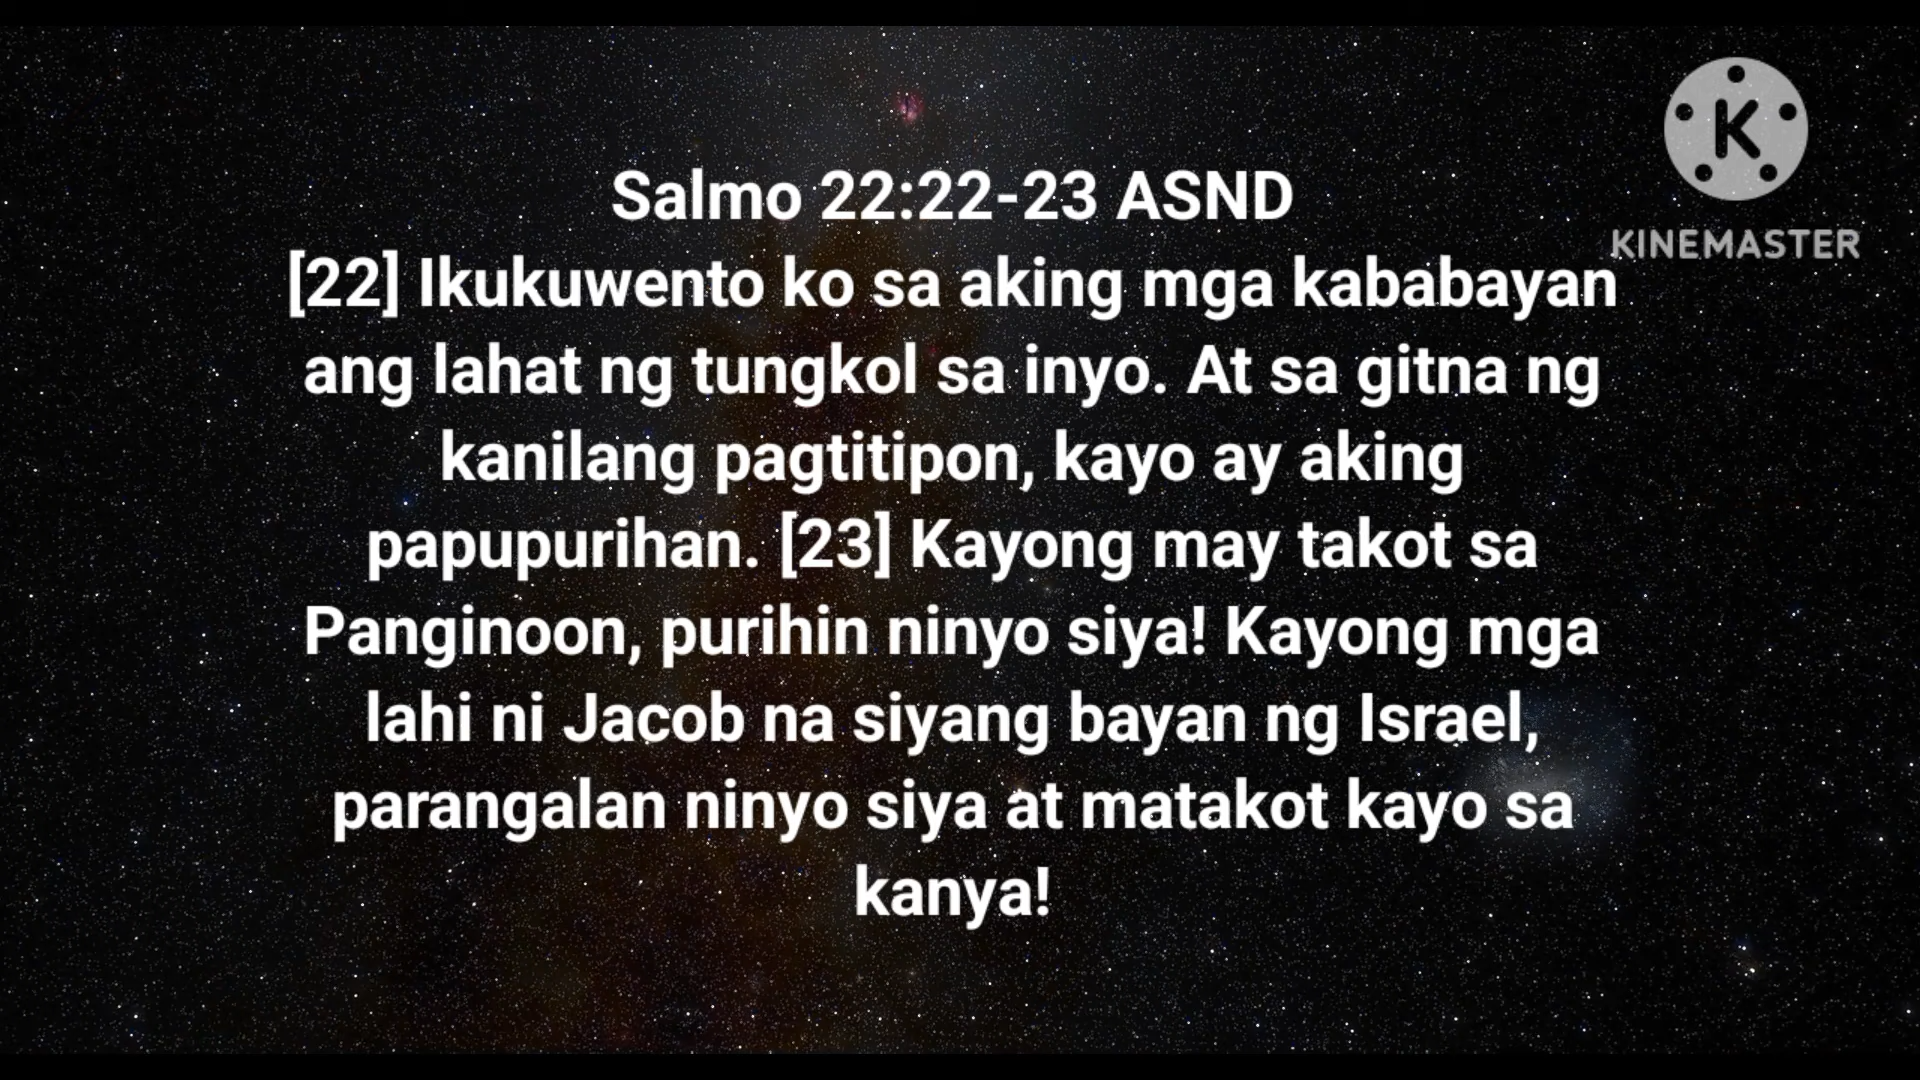 Salmo 22:22-23 ASND
[22] Ikukuwento ko sa aking mga kababayan
ang lahat ng tungkol sa inyo. At sa gitna ng
kanilang pagtitipon, kayo ay aking
papupurihan. [23] Kayong may takot sa
Panginoon, purihin ninyo siya! Kayong mga
lahi ni Jacob na siyang bayan ng Israel,
parangalan ninyo siya at matakot kayo sa
kanya!
K
KINEMASTER